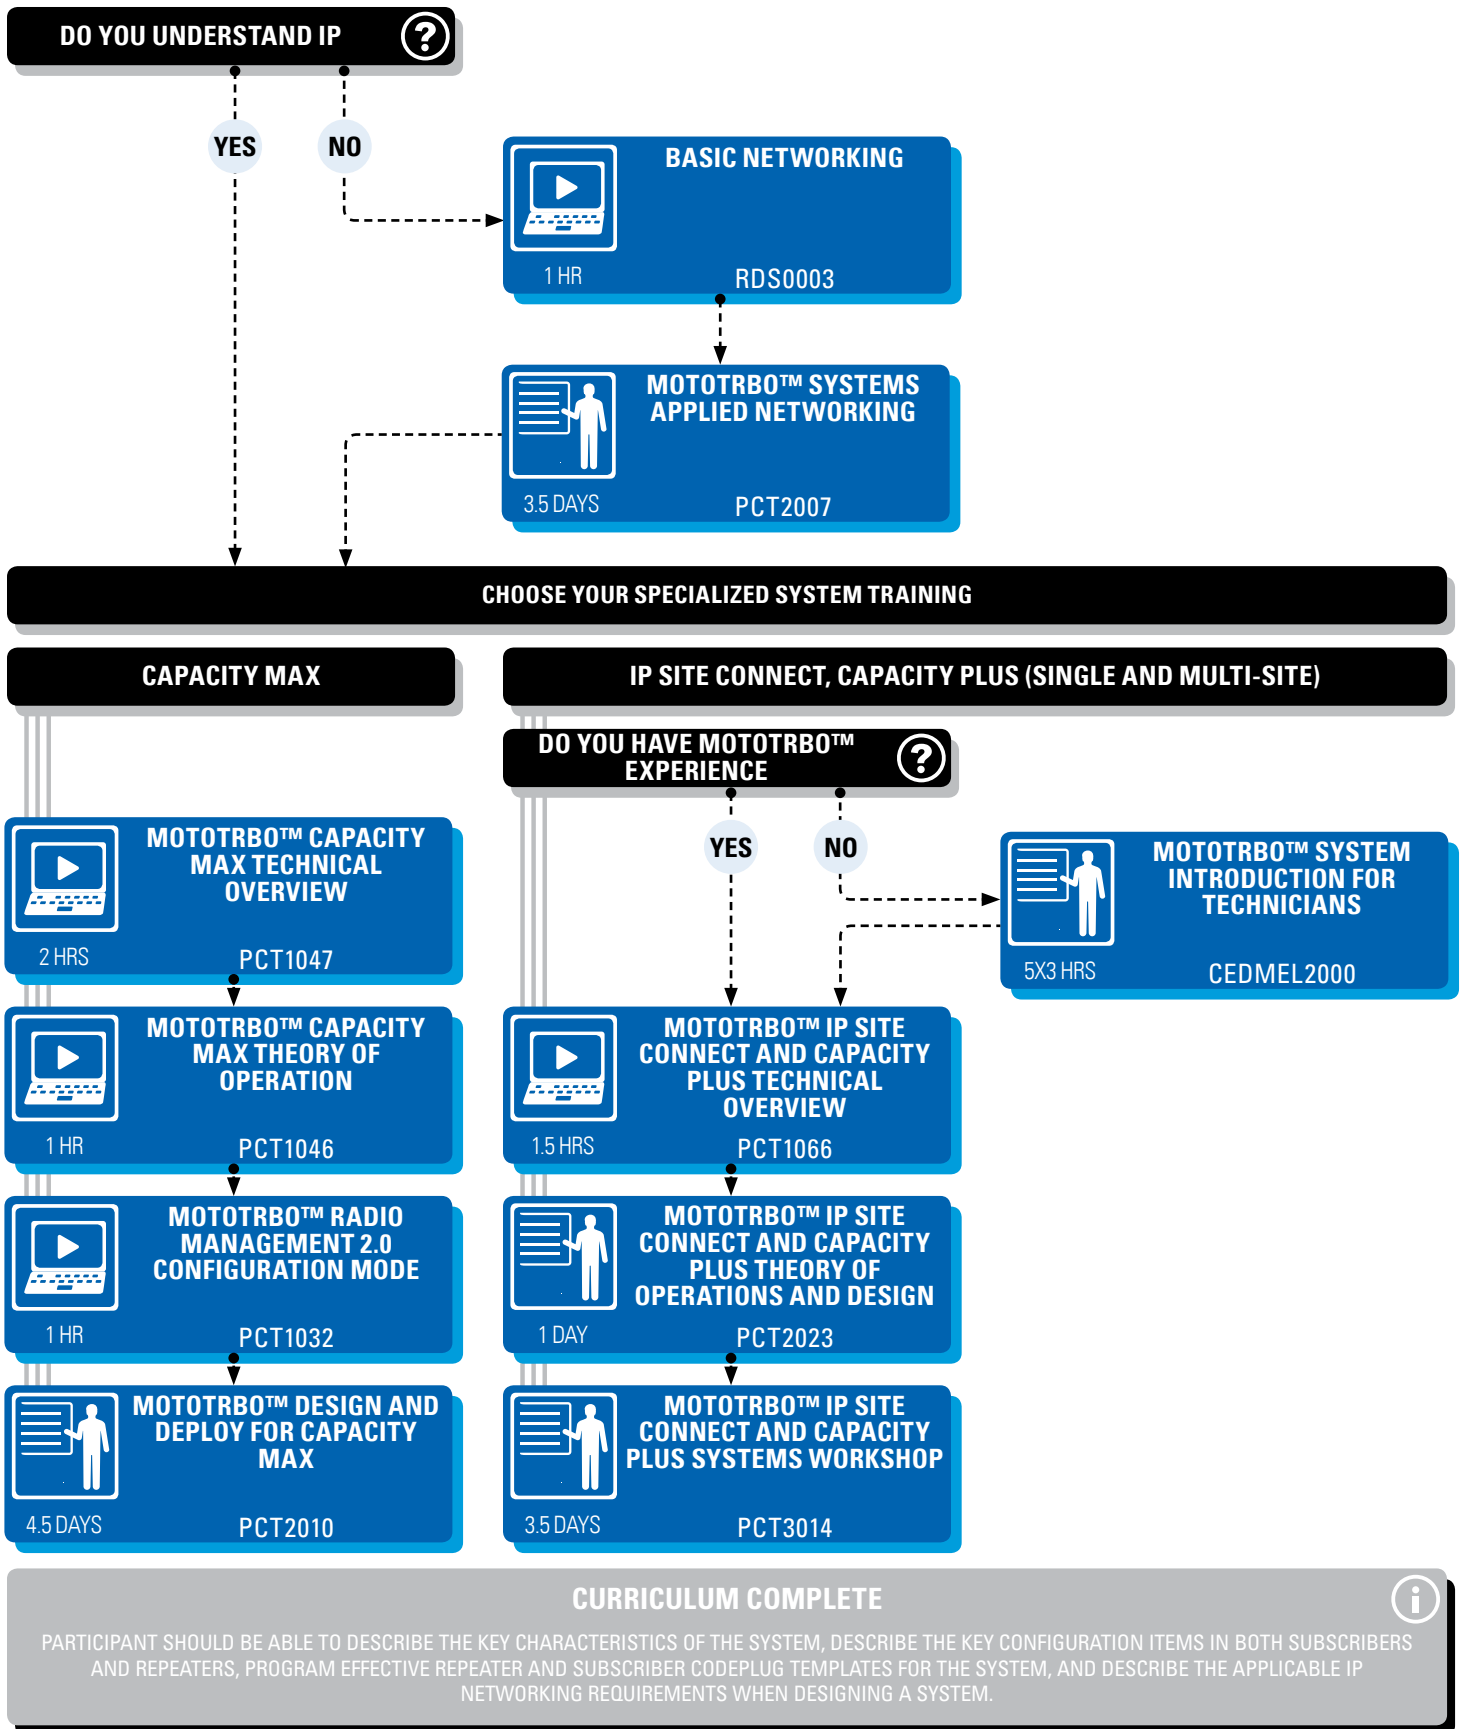 DO YOU UNDERSTAND IP
?
YES
NO
BASIC NETWORKING
1 HR
RDS0003
MOTOTRBO™ SYSTEMS
APPLIED NETWORKING
3.5 DAYS
PCT2007
CHOOSE YOUR SPECIALIZED SYSTEM TRAINING
CAPACITY MAX
MOTOTRBO™ CAPACITY
MAX TECHNICAL
OVERVIEW
2 HRS
PCT1047
MOTOTRBO™ CAPACITY
MAX THEORY OF
OPERATION
1 HR
PCT1046
MOTOTRBO™ RADIO
MANAGEMENT 2.0
CONFIGURATION MODE
1 HR
PCT1032
MOTOTRBO™ DESIGN AND
DEPLOY FOR CAPACITY
MAX
4.5 DAYS
PCT2010
IP SITE CONNECT, CAPACITY PLUS (SINGLE AND MULTI-SITE)
DO YOU HAVE MOTOTRBO™
EXPERIENCE
?
YES
NO
MOTOTRBO™ SYSTEM
INTRODUCTION FOR
TECHNICIANS
5X3 HRS
CEDMEL2000
MOTOTRBO™ IP SITE
CONNECT AND CAPACITY
PLUS TECHNICAL
OVERVIEW
1.5 HRS
PCT1066
MOTOTRBO™ IP SITE
CONNECT AND CAPACITY
PLUS THEORY OF
OPERATIONS AND DESIGN
1 DAY
PCT2023
MOTOTRBO™ IP SITE
CONNECT AND CAPACITY
PLUS SYSTEMS WORKSHOP
3.5 DAYS
PCT3014
CURRICULUM COMPLETE
i
PARTICIPANT SHOULD BE ABLE TO DESCRIBE THE KEY CHARACTERISTICS OF THE SYSTEM, DESCRIBE THE KEY CONFIGURATION ITEMS IN BOTH SUBSCRIBERS
AND REPEATERS, PROGRAM EFFECTIVE REPEATER AND SUBSCRIBER CODEPLUG TEMPLATES FOR THE SYSTEM, AND DESCRIBE THE APPLICABLE IP
NETWORKING REQUIREMENTS WHEN DESIGNING A SYSTEM.